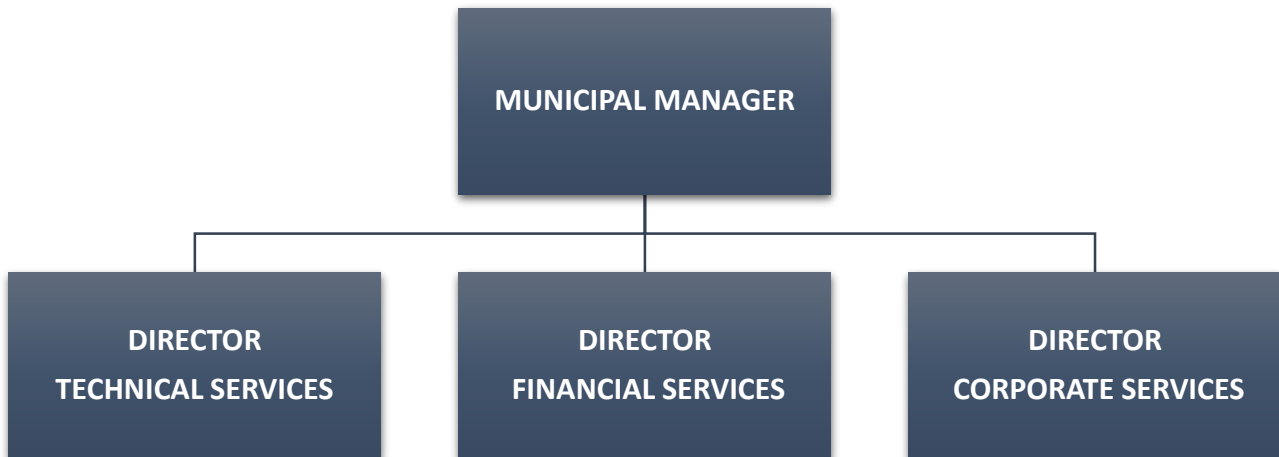 MUNICIPAL MANAGER
DIRECTOR
TECHNICAL SERVICES
DIRECTOR
FINANCIAL SERVICES
DIRECTOR
CORPORATE SERVICES